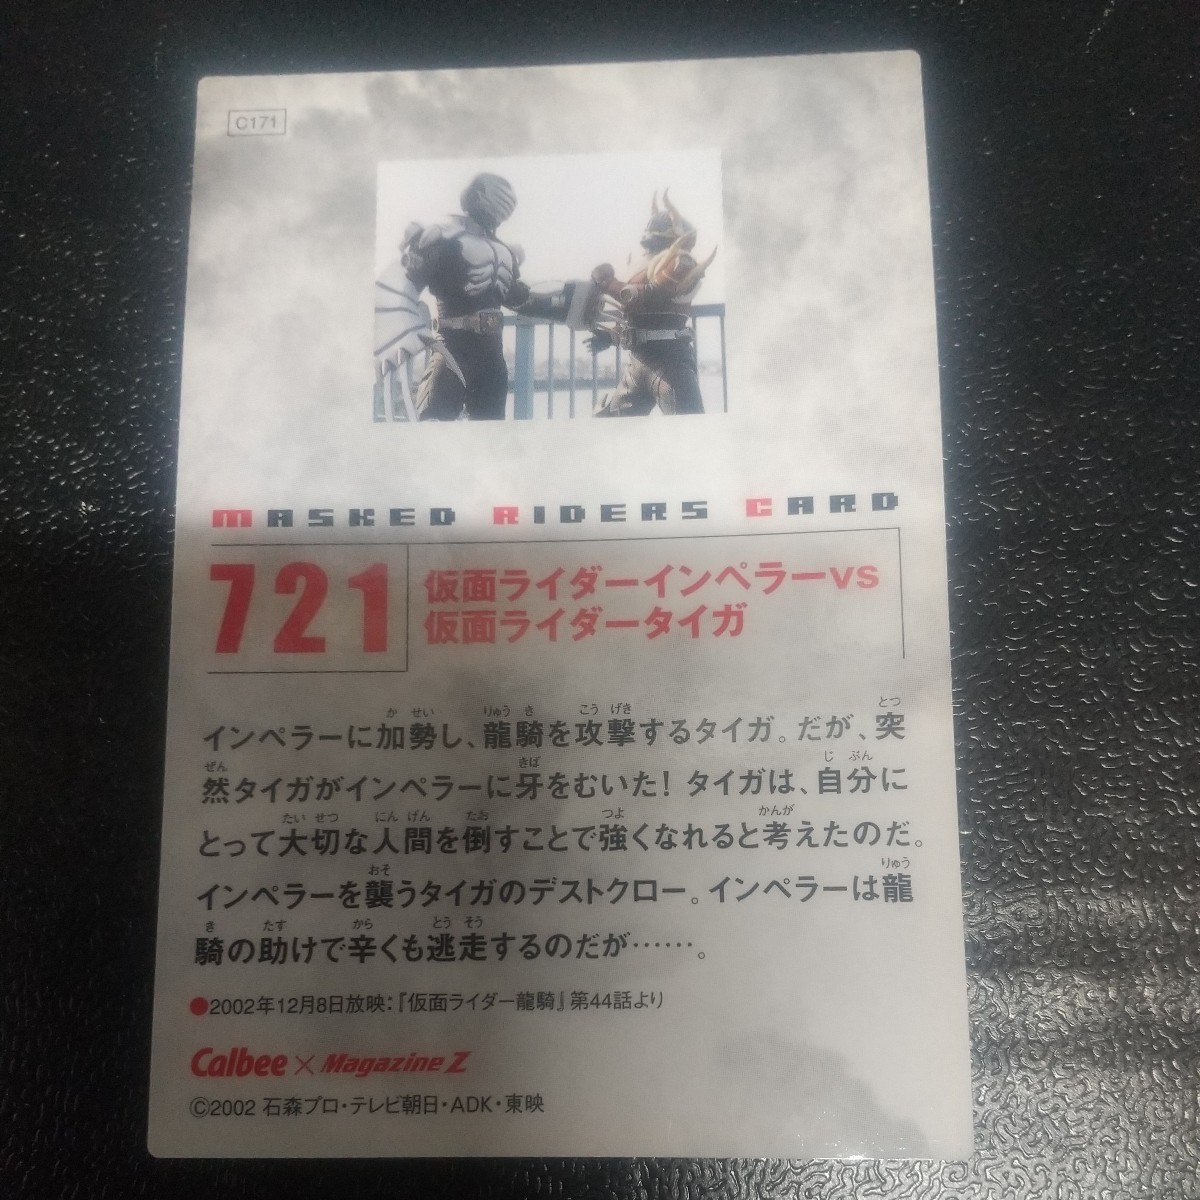 C171
MASKED RIDERS CARD
721
仮面ライダーインペラーvs
仮面ライダータイガ
インペラーに加勢し、龍騎を攻撃するタイガ。だが、突
然タイガがインペラーに牙をむいた! タイガは、自分に
とって大切な人間を倒すことで強くなれると考えたのだ。
インペラーを襲うタイガのデストクロー。インペラーは龍
騎の助けで辛くも逃走するのだが……。
●2002年12月8日放映:『仮面ライダー龍騎』第44話より
Calbee × Magazine Z
©2002 石森プロ・テレビ朝日・ADK・東映